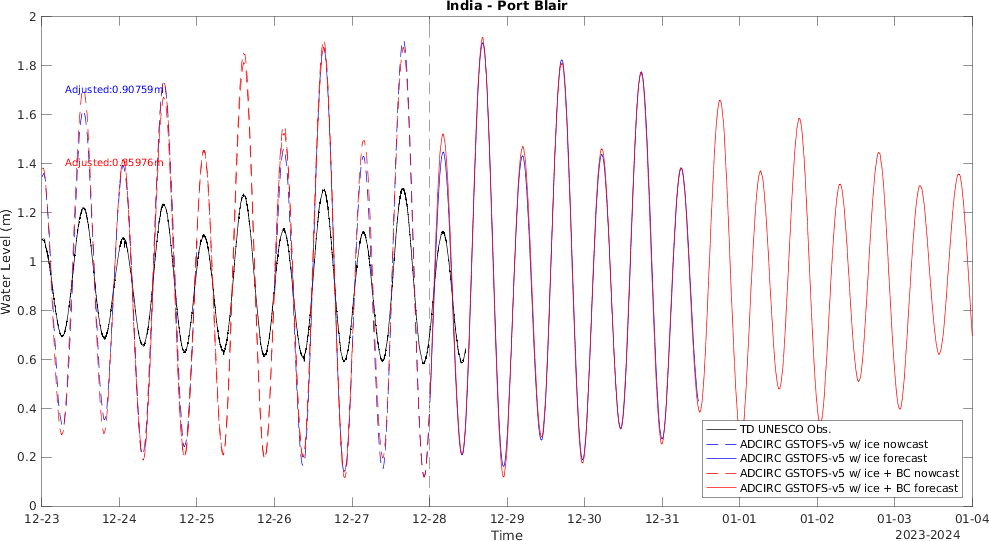 India - Port Blair
2
1.8
1.6
1.4
1.2
1
0.8
0.6
0.4
0.2
0
Water Level (m)
Adjusted:0.90759m
Adjusted:0.85976m
TD UNESCO Obs.
ADCIRC GSTOFS-v5 w/ ice nowcast
ADCIRC GSTOFS-v5 w/ ice forecast
ADCIRC GSTOFS-v5 w/ ice + BC nowcast
ADCIRC GSTOFS-v5 w/ ice + BC forecast
12-23 12-24 12-25 12-26 12-27 12-28 12-29 12-30 12-31 01-01 01-02 01-03 01-04
Time
2023-2024